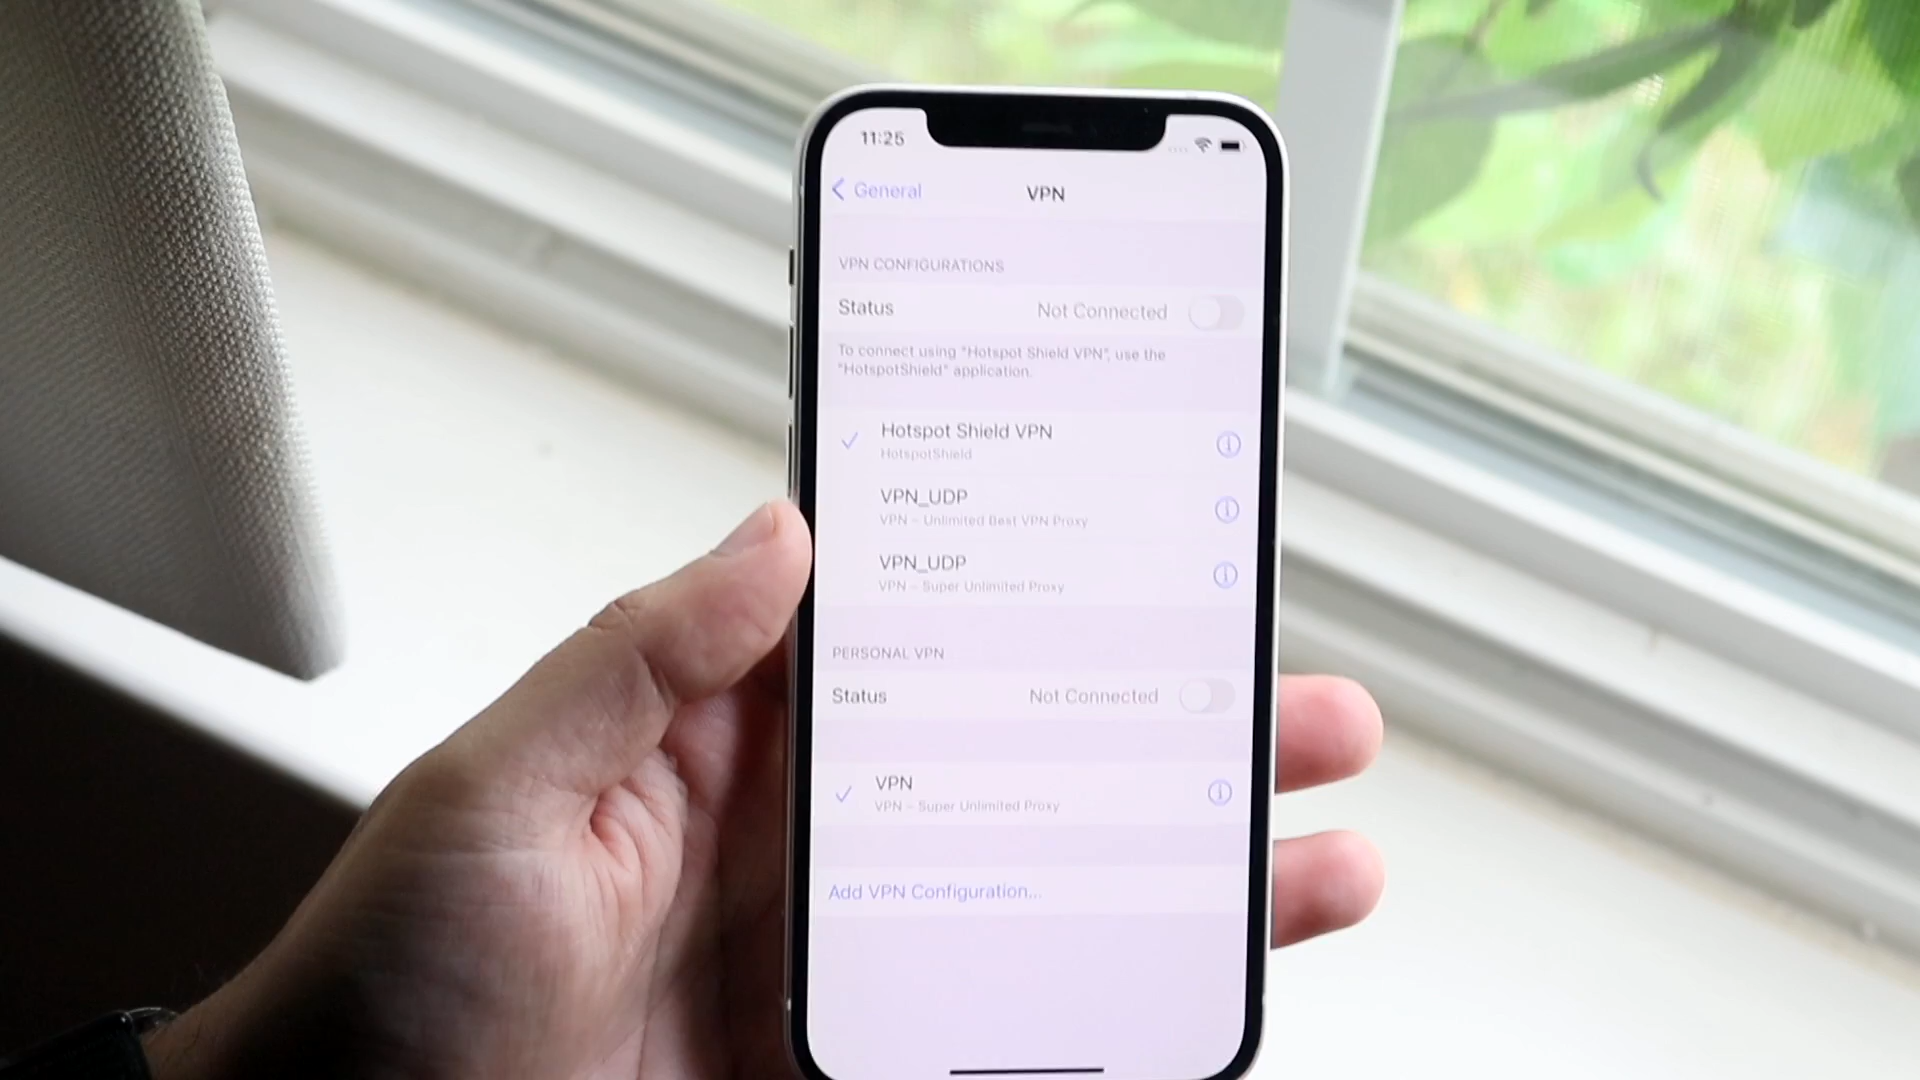 11:25
General
VPN
VPN CONFIGURATIONS
Status Not Connected
To connect using "Hotspot Shield VPN", use the
"HotspotShield" application.
Hotspot Shield VPN
HotspotShield
VPN_UDP
VPN – Unlimited Best VPN Proxy
VPN_UDP
VPN – Super Unlimited Proxy
PERSONAL VPN
Status Not Connected
VPN
VPN – Super Unlimited Proxy
Add VPN Configuration...